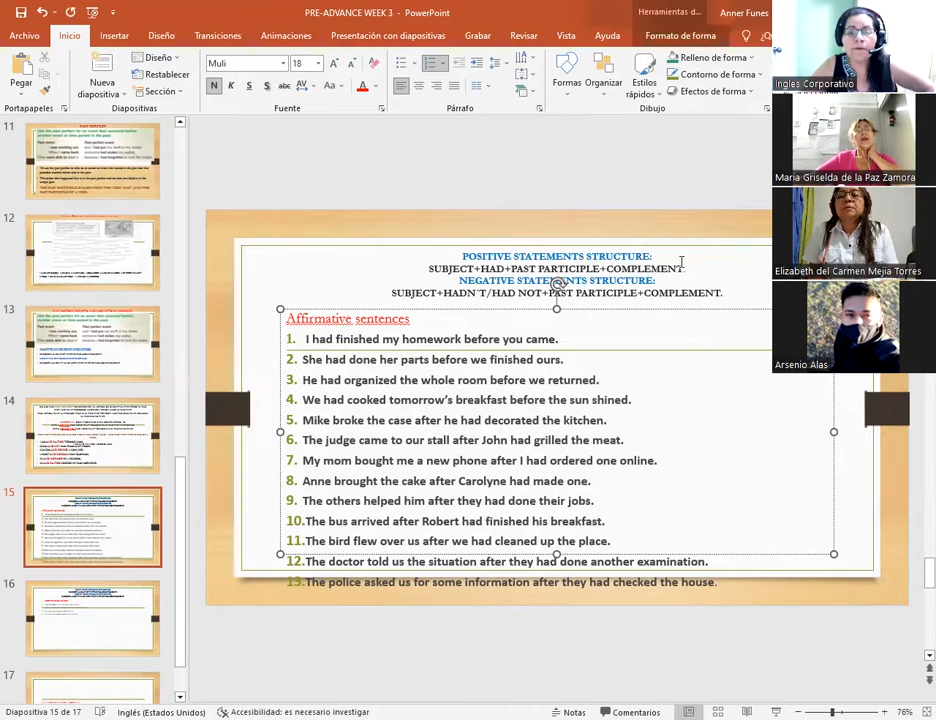 PRE-ADVANCE WEEK 3 - PowerPoint
Herramientas d...
Anner Funes
Archivo
Inicio
Insertar
Diseño
Transiciones
Animaciones
Presentación con diapositivas
Grabar
Revisar
Vista
Ayuda
Formato de forma
Pegar
Nueva diapositiva
Diseño
Restablecer
Sección
Muli
18
N K S abc AV Aa
Formas
Organizar
Estilos rápidos
Relleno de forma
Contorno de forma
Efectos de forma
Portapapeles
Diapositivas
Fuente
Párrafo
Dibujo
Ingles Corporativo
Maria Griselda de la Paz Zamora
Elizabeth del Carmen Mejia Torres
Arsenio Alas
11
12
13
14
15
16
17
POSITIVE STATEMENTS STRUCTURE:
SUBJECT+HAD+PAST PARTICIPLE+COMPLEMENT.
NEGATIVE STATEMENTS STRUCTURE:
SUBJECT+HADN´T/HAD NOT+PAST PARTICIPLE+COMPLEMENT.
Affirmative sentences
1. I had finished my homework before you came.
2. She had done her parts before we finished ours.
3. He had organized the whole room before we returned.
4. We had cooked tomorrow’s breakfast before the sun shined.
5. Mike broke the case after he had decorated the kitchen.
6. The judge came to our stall after John had grilled the meat.
7. My mom bought me a new phone after I had ordered one online.
8. Anne brought the cake after Carolyne had made one.
9. The others helped him after they had done their jobs.
10.The bus arrived after Robert had finished his breakfast.
11.The bird flew over us after we had cleaned up the place.
12.The doctor told us the situation after they had done another examination.
13.The police asked us for some information after they had checked the house.
Diapositiva 15 de 17
Inglés (Estados Unidos)
Accesibilidad: es necesario investigar
Notas
Comentarios
76%